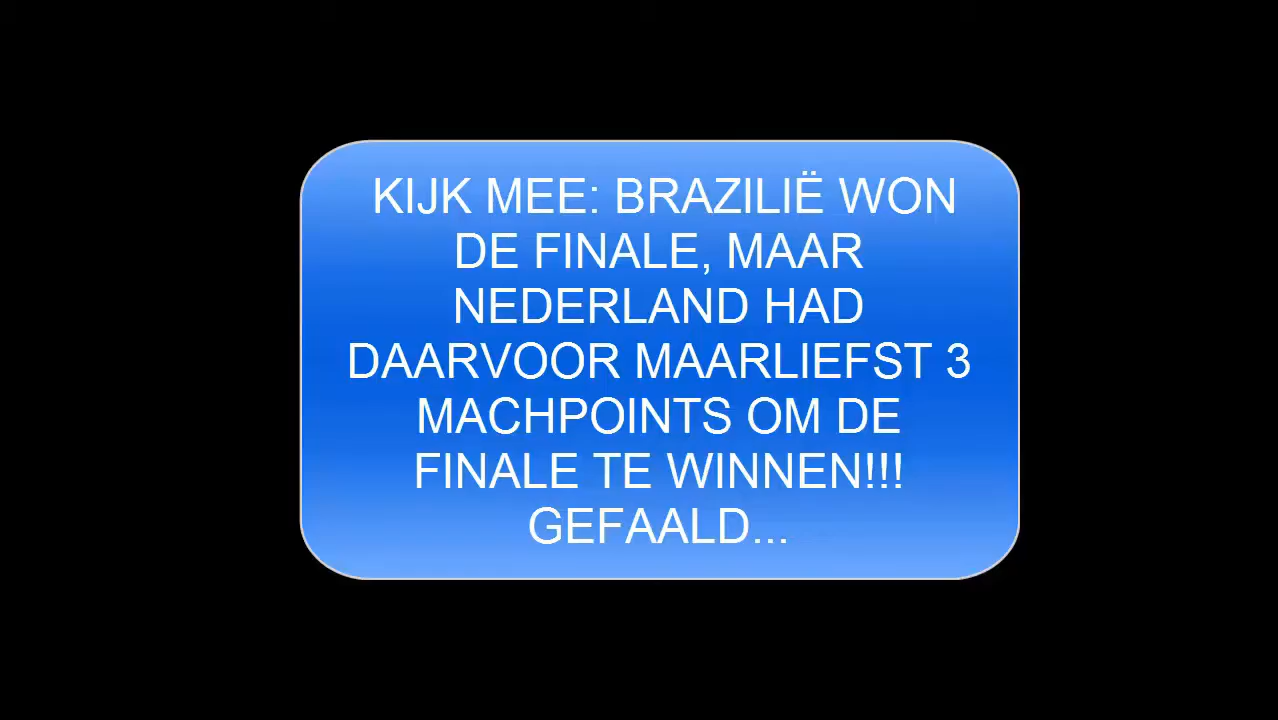 KIJK MEE: BRAZILIË WON
DE FINALE, MAAR
NEDERLAND HAD
DAARVOOR MAARLIEFST 3
MACHPOINTS OM DE
FINALE TE WINNEN!!!
GEFAALD...